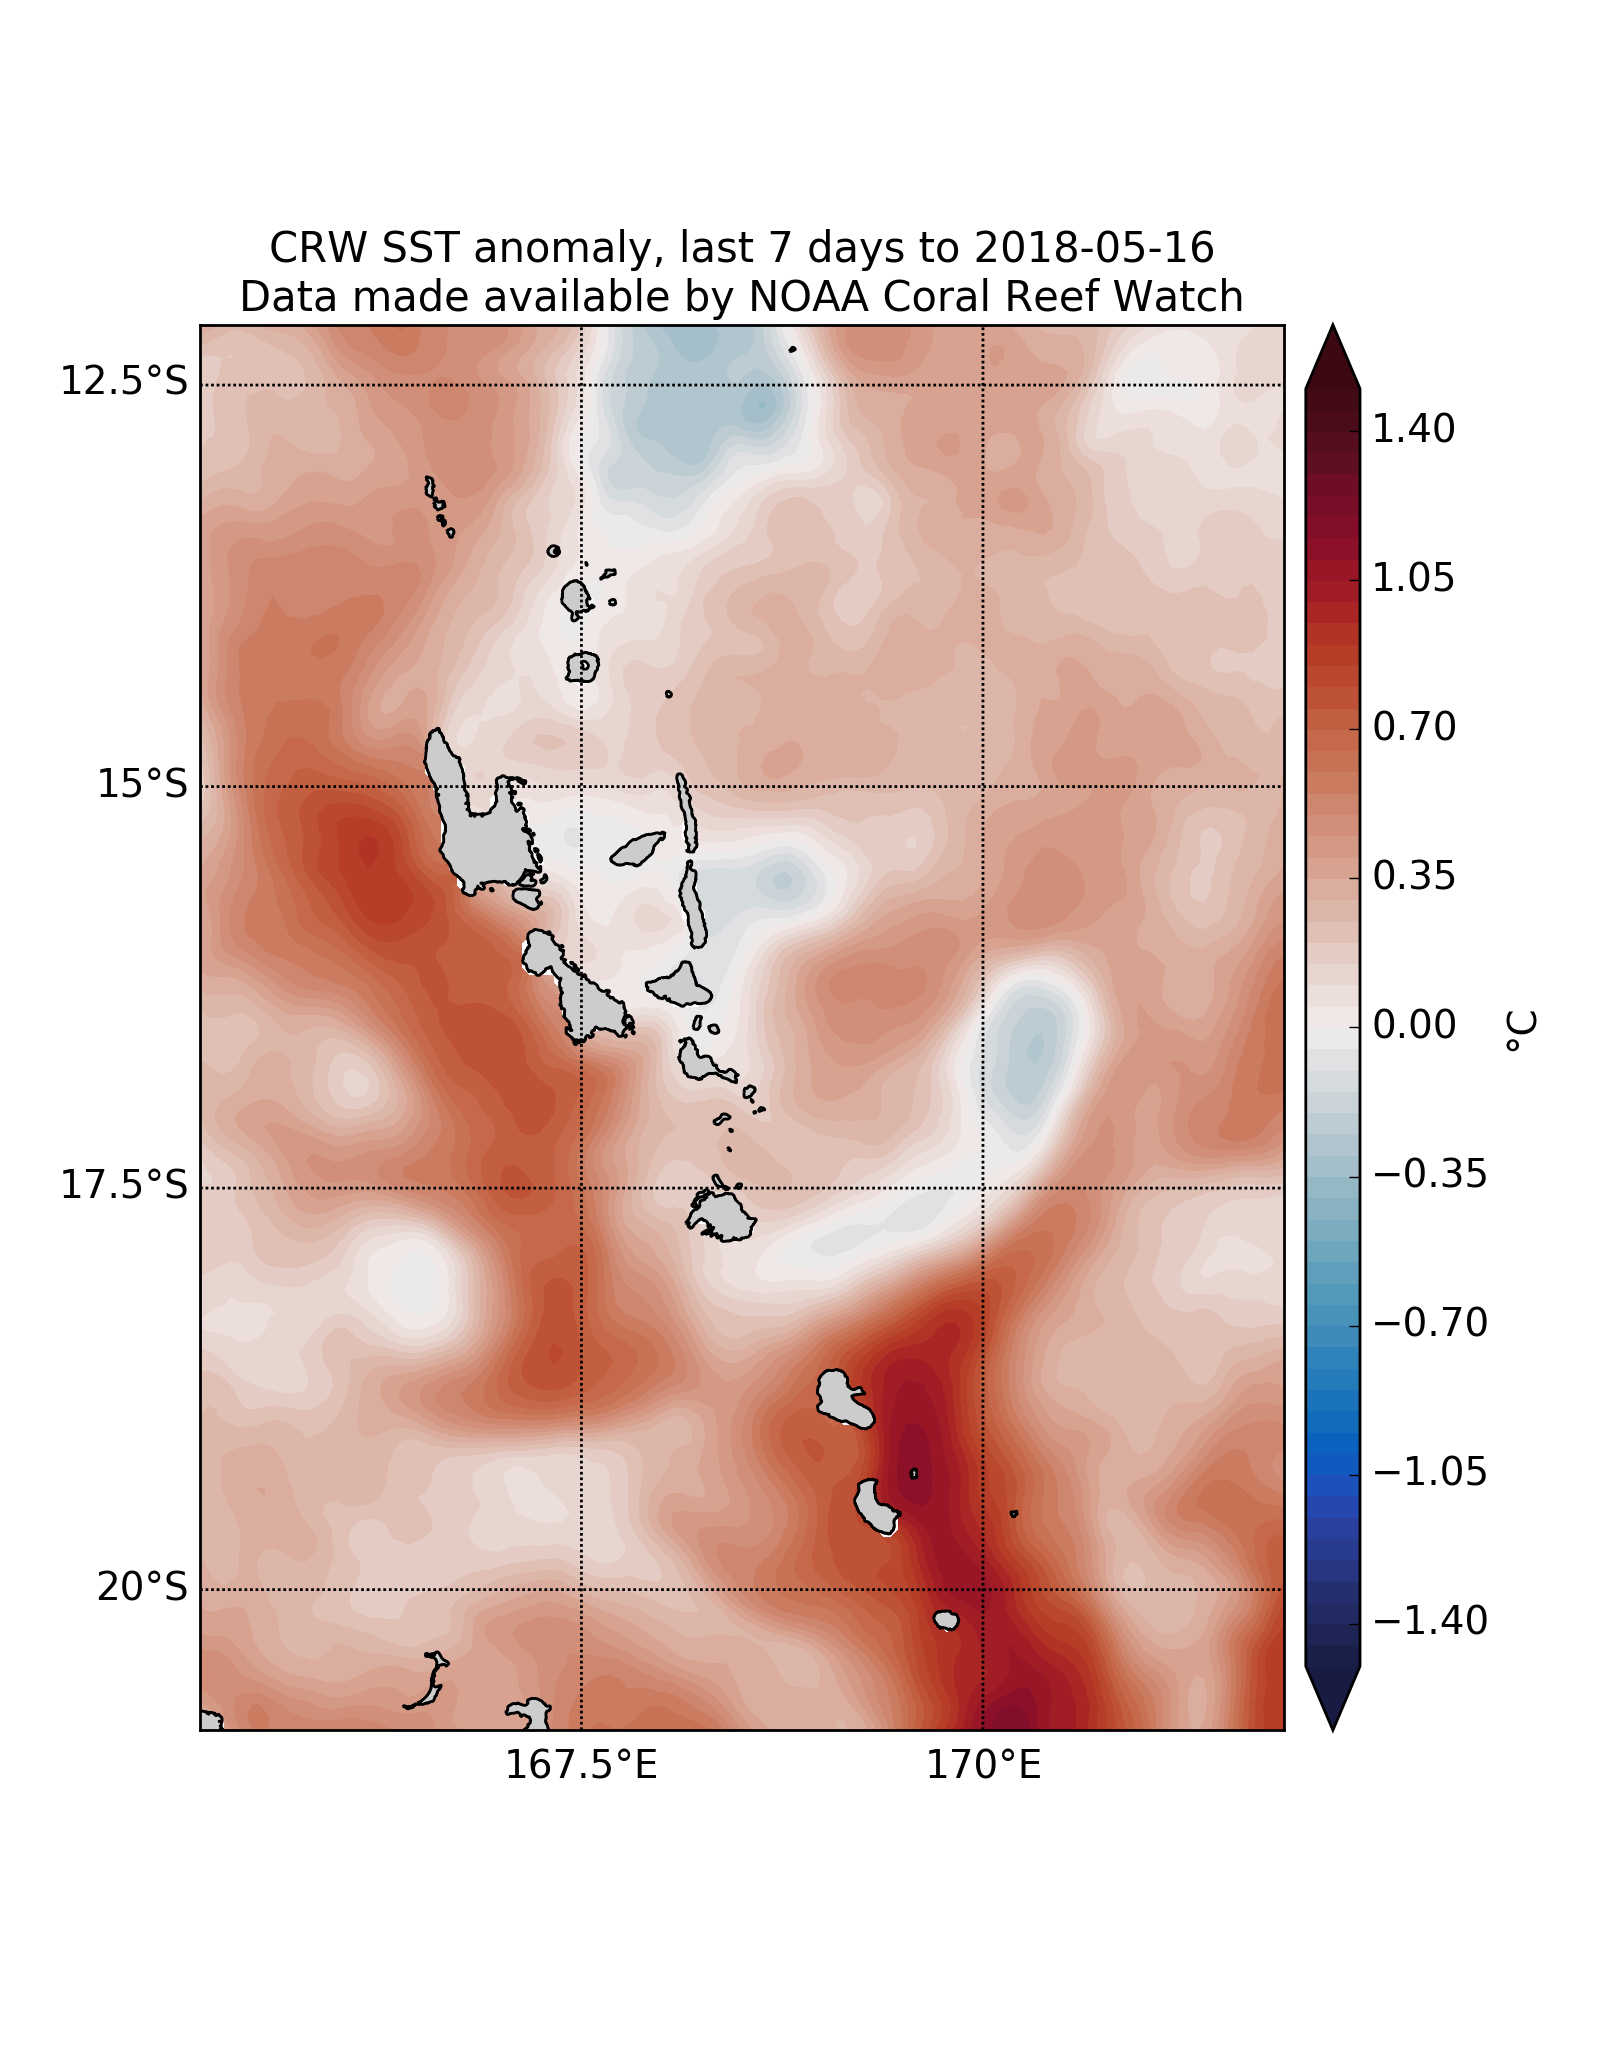 CRW SST anomaly, last 7 days to 2018-05-16
Data made available by NOAA Coral Reef Watch
12.5°S
15°S
17.5°S
20°S
167.5°E
170°E
1.40
1.05
0.70
0.35
0.00
−0.35
−0.70
−1.05
−1.40
°C